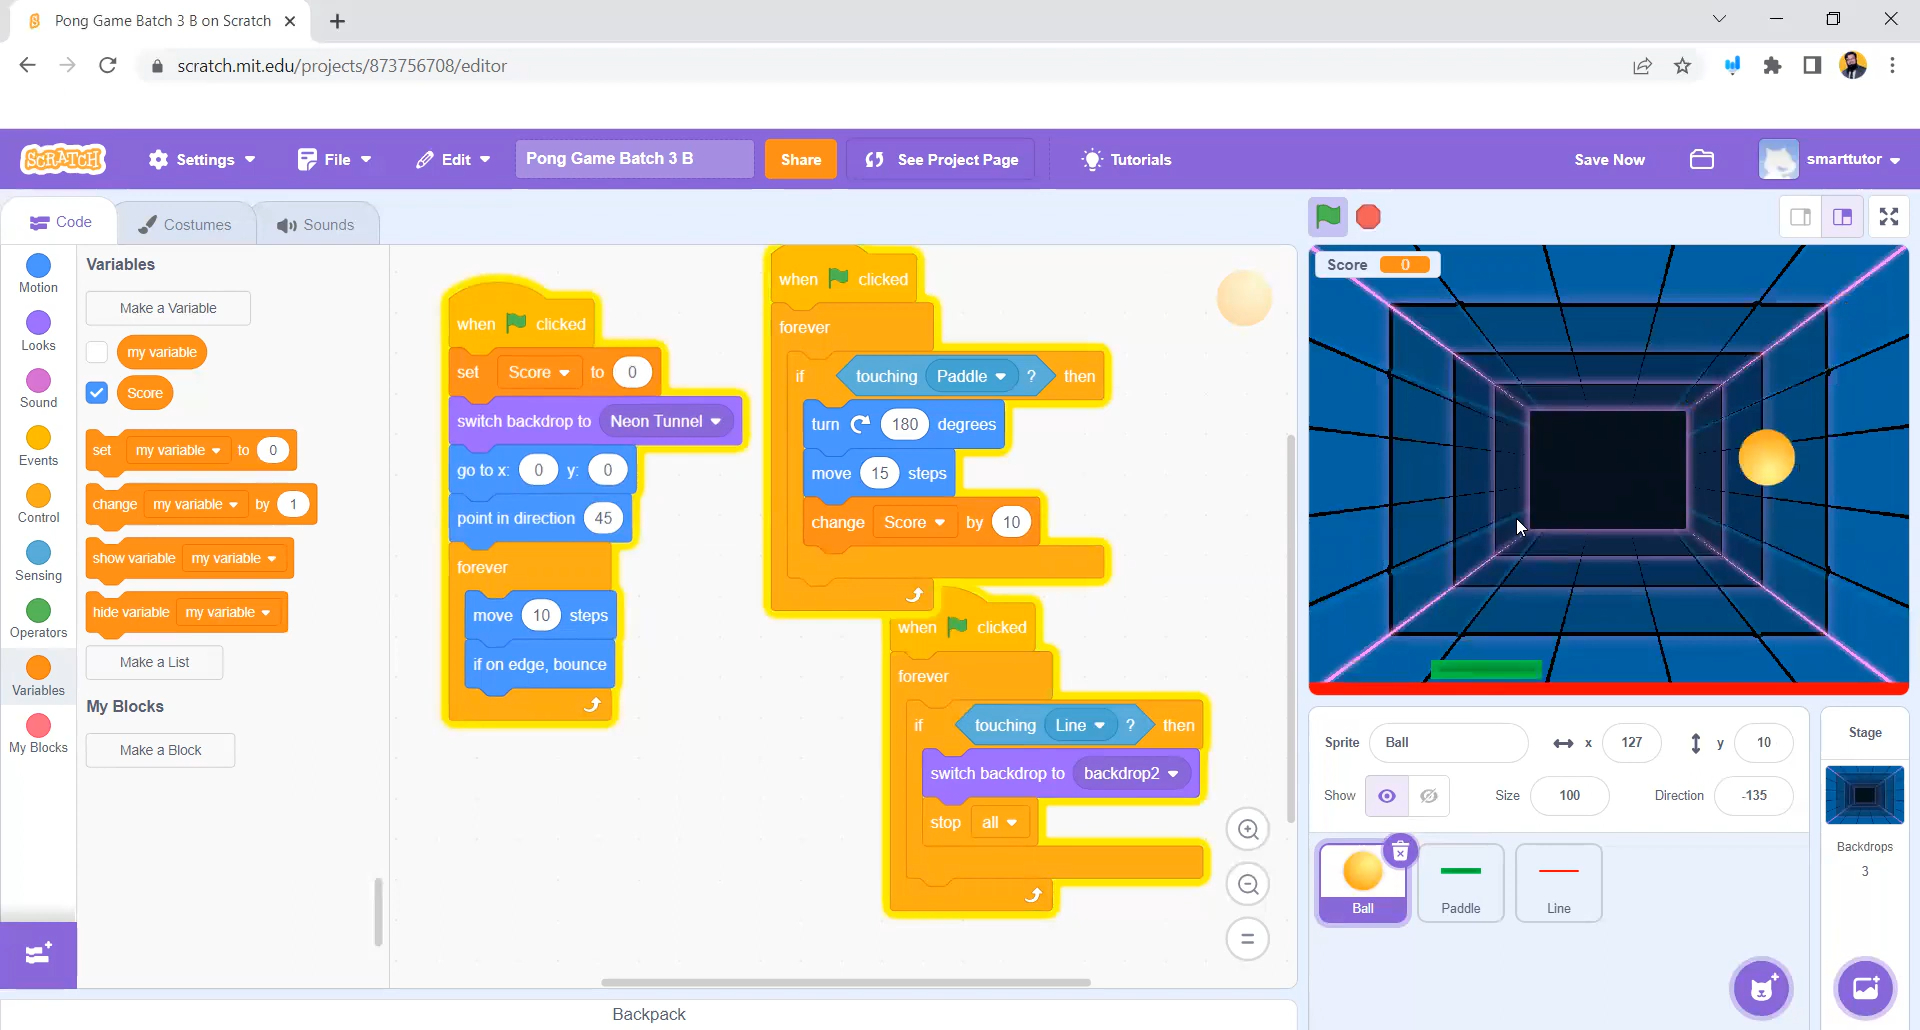 Pong Game Batch 3 B on Scratch
scratch.mit.edu/projects/873756708/editor
SCRATCH
Settings
File
Edit
Pong Game Batch 3 B
Share
See Project Page
Tutorials
Save Now
smarttutor
Code
Costumes
Sounds
Motion
Looks
Sound
Events
Control
Sensing
Operators
Variables
My Blocks
Variables
Make a Variable
my variable
Score
set my variable to 0
change my variable by 1
show variable my variable
hide variable my variable
Make a List
My Blocks
Make a Block
when clicked
set Score to 0
switch backdrop to Neon Tunnel
go to x: 0 y: 0
point in direction 45
forever
move 10 steps
if on edge, bounce
when clicked
forever
if touching Paddle ? then
turn 180 degrees
move 15 steps
change Score by 10
when clicked
forever
if touching Line ? then
switch backdrop to backdrop2
stop all
Backpack
Score 0
Sprite Ball x 127 y 10
Show Size 100 Direction -135
Ball
Paddle
Line
Stage
Backdrops
3